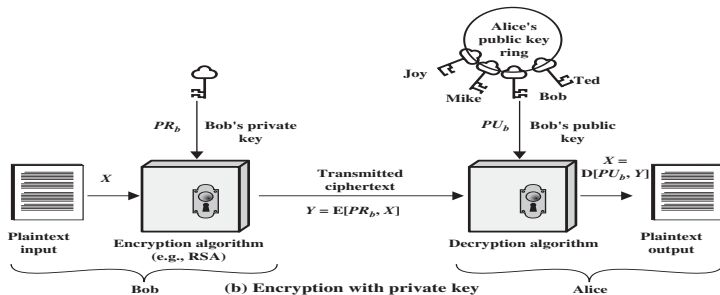 Alice's
public key
ring
Joy
Mike
Bob
Ted
PR_b
Bob's private
key
PU_b
Bob's public
key
X
Transmitted
ciphertext
Y = E[PR_b, X]
X =
D[PU_b, Y]
Plaintext
input
Encryption algorithm
(e.g., RSA)
Decryption algorithm
Plaintext
output
Bob
(b) Encryption with private key
Alice